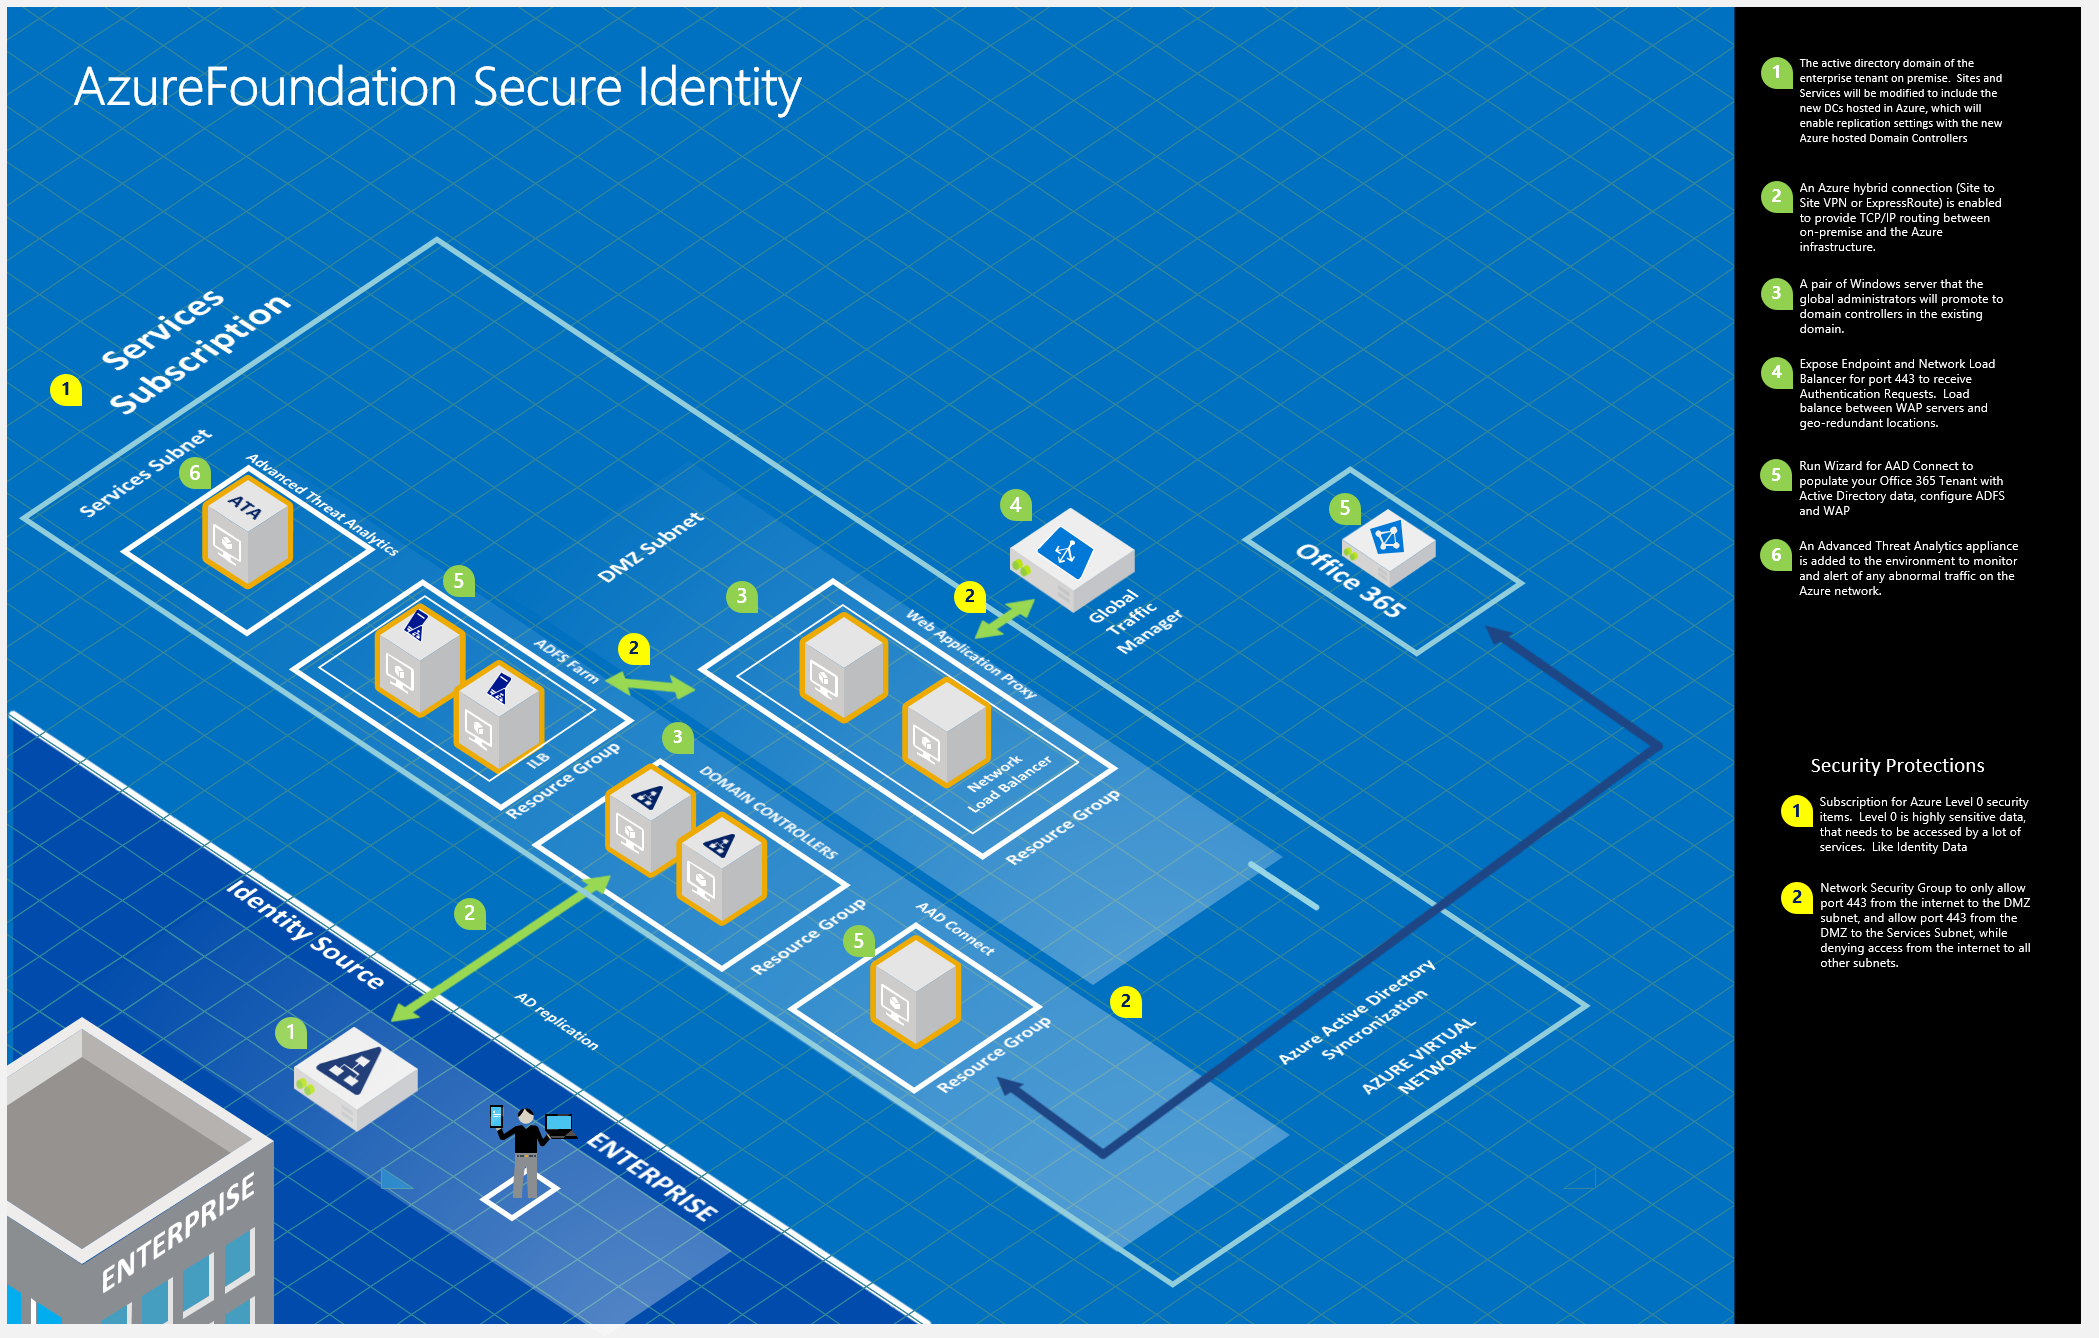 AzureFoundation Secure Identity
Services
Subscription
1
Services Subnet
6
Advanced Threat Analytics
ATA
DMZ Subnet
5
ADFS Farm
ILB
Resource Group
2
3
Web Application Proxy
Network
Load Balancer
Resource Group
2
4
Global
Traffic
Manager
5
Office 365
3
DOMAIN CONTROLLERS
Resource Group
5
AAD Connect
Resource Group
2
Azure Active Directory
Syncronization
AZURE VIRTUAL
NETWORK
2
AD replication
Identity Source
1
ENTERPRISE
ENTERPRISE
1
The active directory domain of the
enterprise tenant on premise.  Sites and
Services will be modified to include the
new DCs hosted in Azure, which will
enable replication settings with the new
Azure hosted Domain Controllers
2
An Azure hybrid connection (Site to
Site VPN or ExpressRoute) is enabled
to provide TCP/IP routing between
on-premise and the Azure
infrastructure.
3
A pair of Windows server that the
global administrators will promote to
domain controllers in the existing
domain.
4
Expose Endpoint and Network Load
Balancer for port 443 to receive
Authentication Requests.  Load
balance between WAP servers and
geo-redundant locations.
5
Run Wizard for AAD Connect to
populate your Office 365 Tenant with
Active Directory data, configure ADFS
and WAP
6
An Advanced Threat Analytics appliance
is added to the environment to monitor
and alert of any abnormal traffic on the
Azure network.
Security Protections
1
Subscription for Azure Level 0 security
items.  Level 0 is highly sensitive data,
that needs to be accessed by a lot of
services.  Like Identity Data
2
Network Security Group to only allow
port 443 from the internet to the DMZ
subnet, and allow port 443 from the
DMZ to the Services Subnet, while
denying access from the internet to all
other subnets.